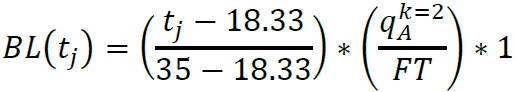 BL(t_j) = ((t_j − 18.33)/(35 − 18.33)) * (q_A^{k=2}/FT) * 1